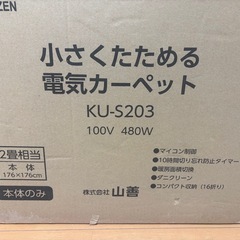 ZEN
小さくたためる
電気カーペット
KU-S203
100V 480W
2畳相当
本体
176×176cm
本体のみ
●マイコン制御
●10時間切り忘れ防止タイマー
●暖房面積切換
●ダニクリーン
●コンパクト収納(16折り)
株式会社 山善